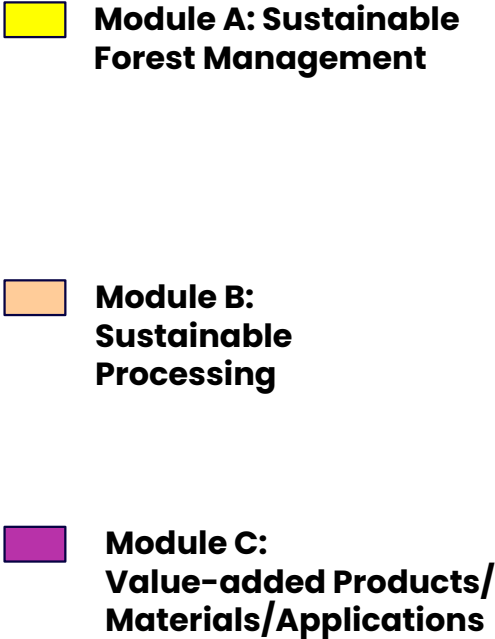 Module A: Sustainable
Forest Management
Module B:
Sustainable
Processing
Module C:
Value-added Products/
Materials/Applications